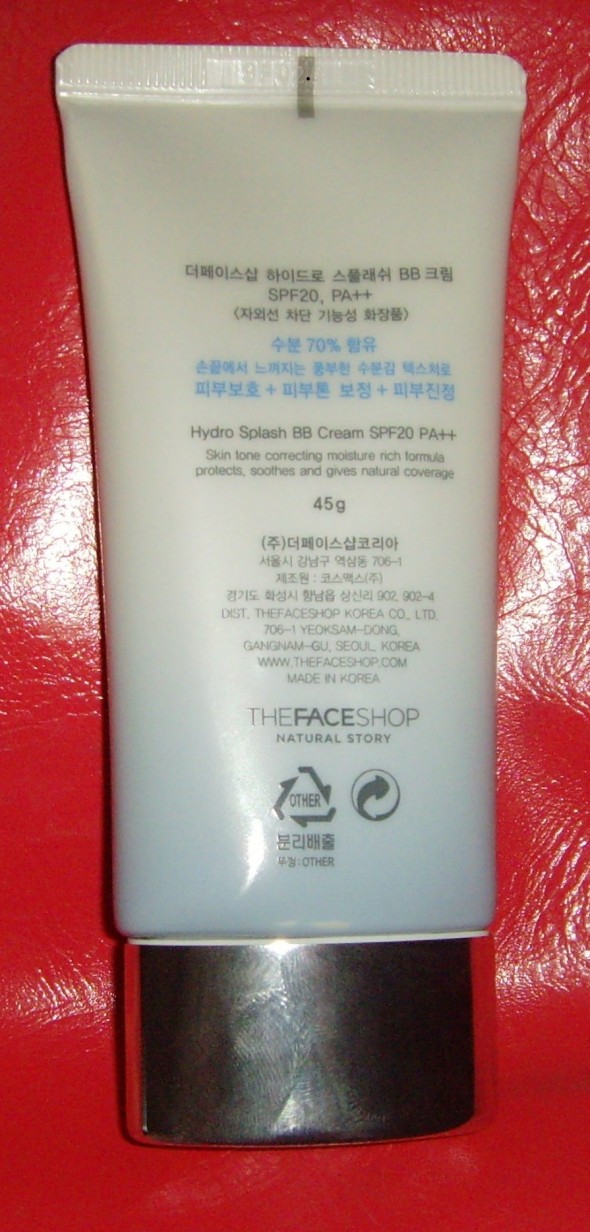 더페이스샵 하이드로 스플래쉬 BB 크림
SPF20, PA++
<자외선 차단 기능성 화장품>
수분 70% 함유
손끝에서 느껴지는 풍부한 수분감 텍스처로
피부보호 + 피부톤 보정 + 피부진정
Hydro Splash BB Cream SPF20 PA++
Skin tone correcting moisture rich formula
protects, soothes and gives natural coverage
45g
(주)더페이스샵코리아
서울시 강남구 역삼동 706-1
제조원 : 코스맥스(주)
경기도 화성시 향남읍 상신리 902, 902-4
DIST. THEFACESHOP KOREA CO., LTD.
706-1 YEOKSAM-DONG,
GANGNAM-GU, SEOUL, KOREA
WWW.THEFACESHOP.COM
MADE IN KOREA
THEFACESHOP
NATURAL STORY
OTHER
분리배출
뚜껑 : OTHER